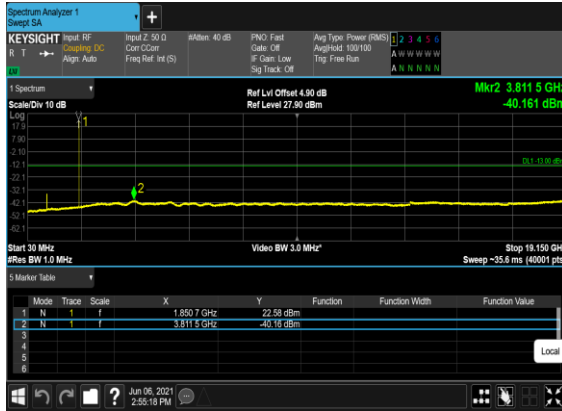 Spectrum Analyzer 1
Swept SA
+
KEYSIGHT Input: RF Input Z: 50 Ω #Atten: 40 dB PNO: Fast Avg Type: Power (RMS) 1 2 3 4 5 6
R T Coupling: DC Corr CCorr Gate: Off Avg|Hold: 100/100 A W W W W W
Align: Auto Freq Ref: Int (S) IF Gain: Low Trig: Free Run
Sig Track: Off A N N N N N
LU
1 Spectrum Ref Lvl Offset 4.90 dB Mkr2 3.811 5 GHz
Scale/Div 10 dB Ref Level 27.90 dBm -40.161 dBm
Log
17.9 1
7.90
-2.10
-12.1 DL1 -13.00 dBm
-22.1
-32.1 2
-42.1
-52.1
-62.1
Start 30 MHz Video BW 3.0 MHz* Stop 19.150 GHz
#Res BW 1.0 MHz Sweep ~35.6 ms (40001 pts)
5 Marker Table
Mode Trace Scale X Y Function Function Width Function Value
1 N 1 f 1.850 7 GHz 22.58 dBm
2 N 1 f 3.811 5 GHz -40.16 dBm
3
4
5
6
Local
? Jun 06, 2021
2:55:18 PM